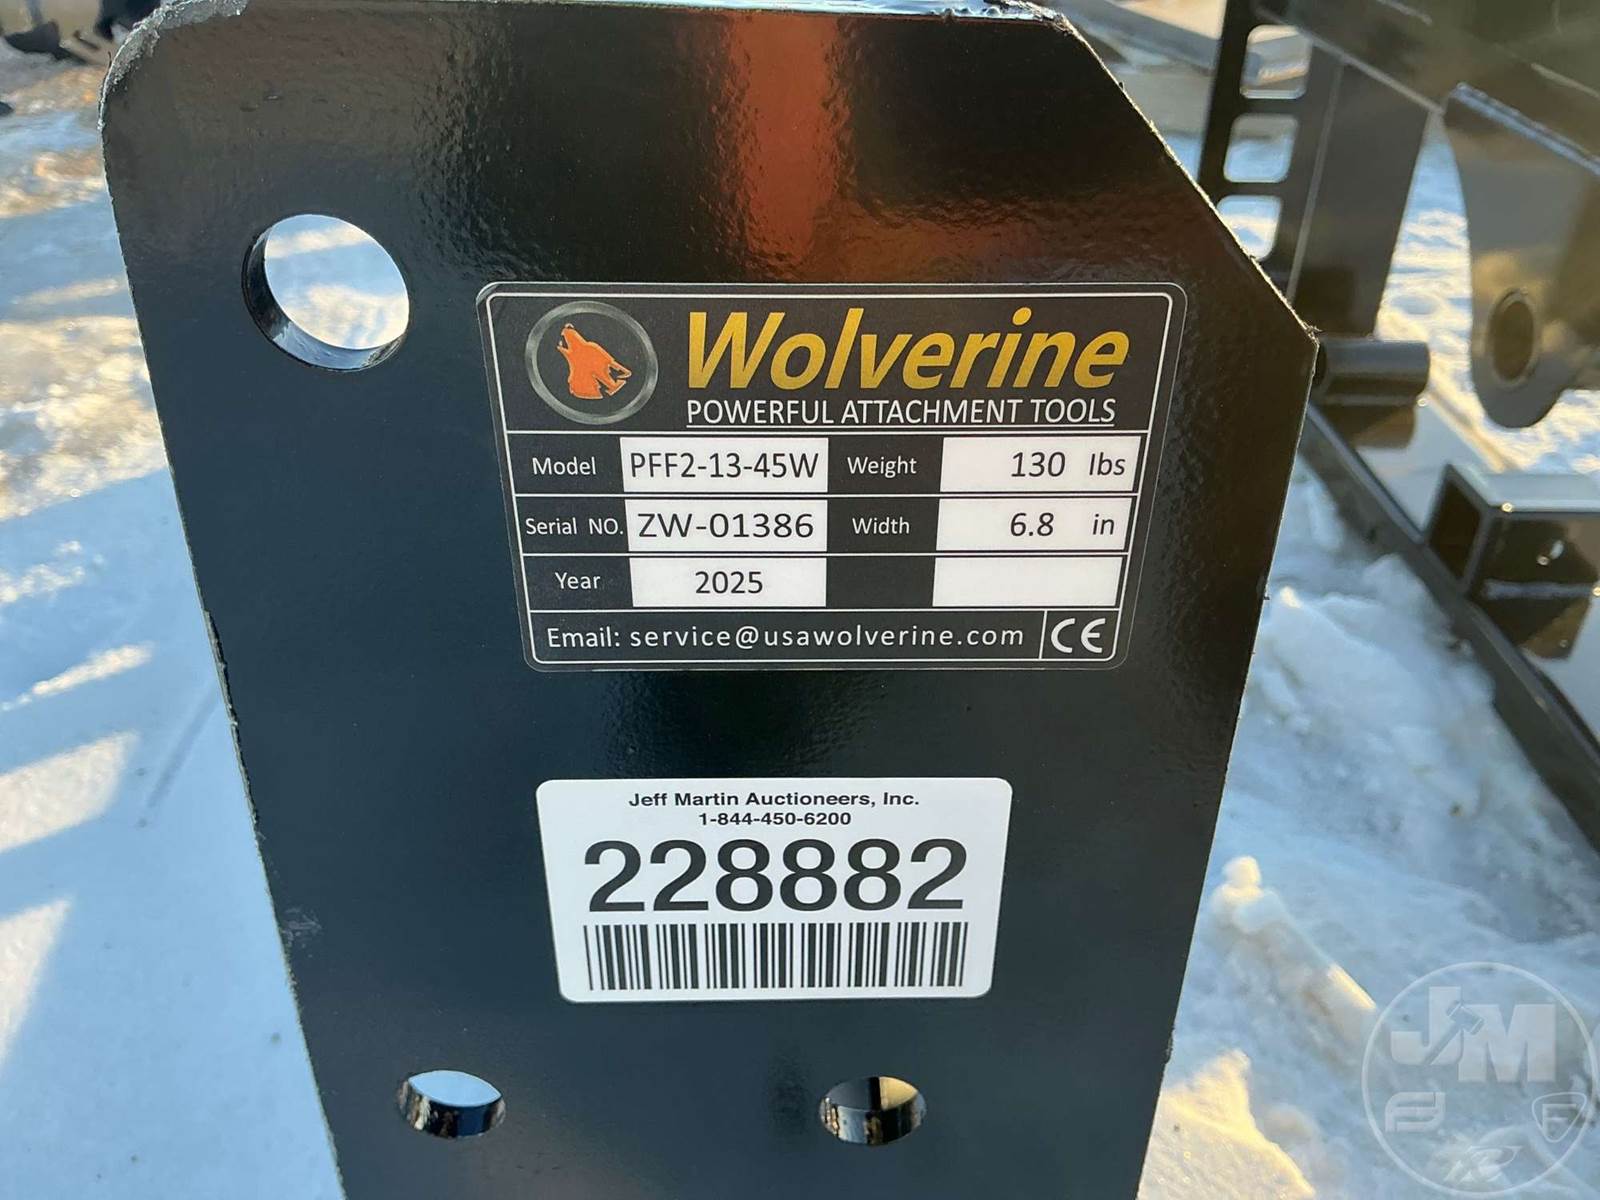 Wolverine
POWERFUL ATTACHMENT TOOLS
Model PFF2-13-45W Weight 130 lbs
Serial NO. ZW-01386 Width 6.8 in
Year 2025
Email: service@usawolverine.com CE
Jeff Martin Auctioneers, Inc.
1-844-450-6200
228882
JM